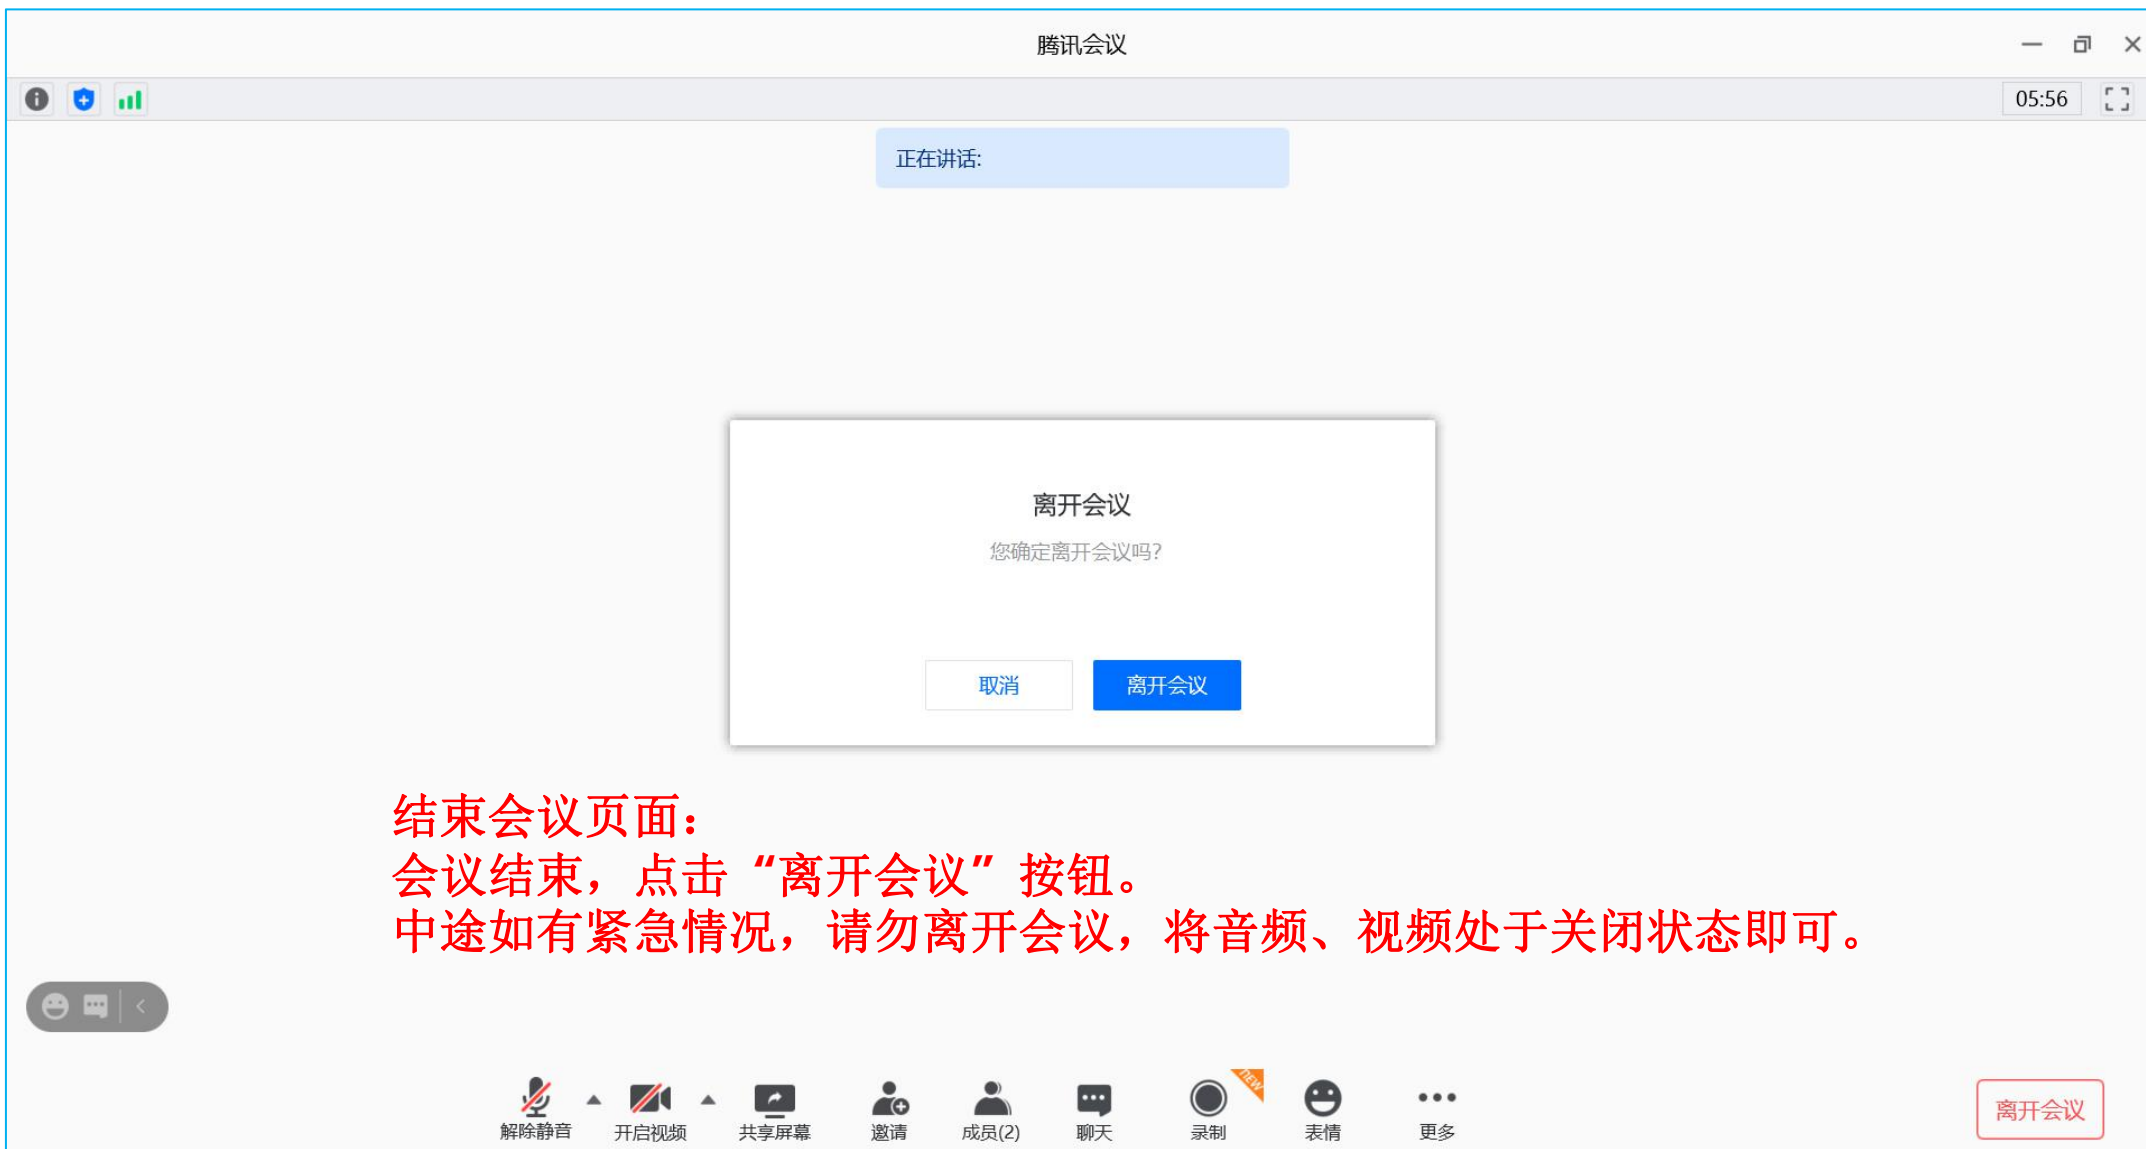 腾讯会议
05:56
正在讲话:
离开会议
您确定离开会议吗?
取消
离开会议
结束会议页面：
会议结束，点击“离开会议”按钮。
中途如有紧急情况，请勿离开会议，将音频、视频处于关闭状态即可。
NEW
解除静音
开启视频
共享屏幕
邀请
成员(2)
聊天
录制
表情
更多
离开会议